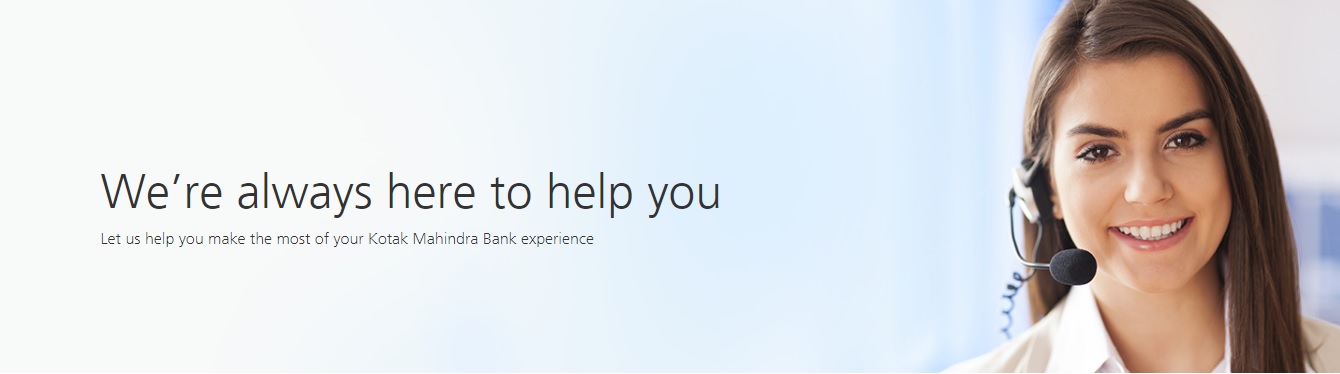 We’re always here to help you
Let us help you make the most of your Kotak Mahindra Bank experience